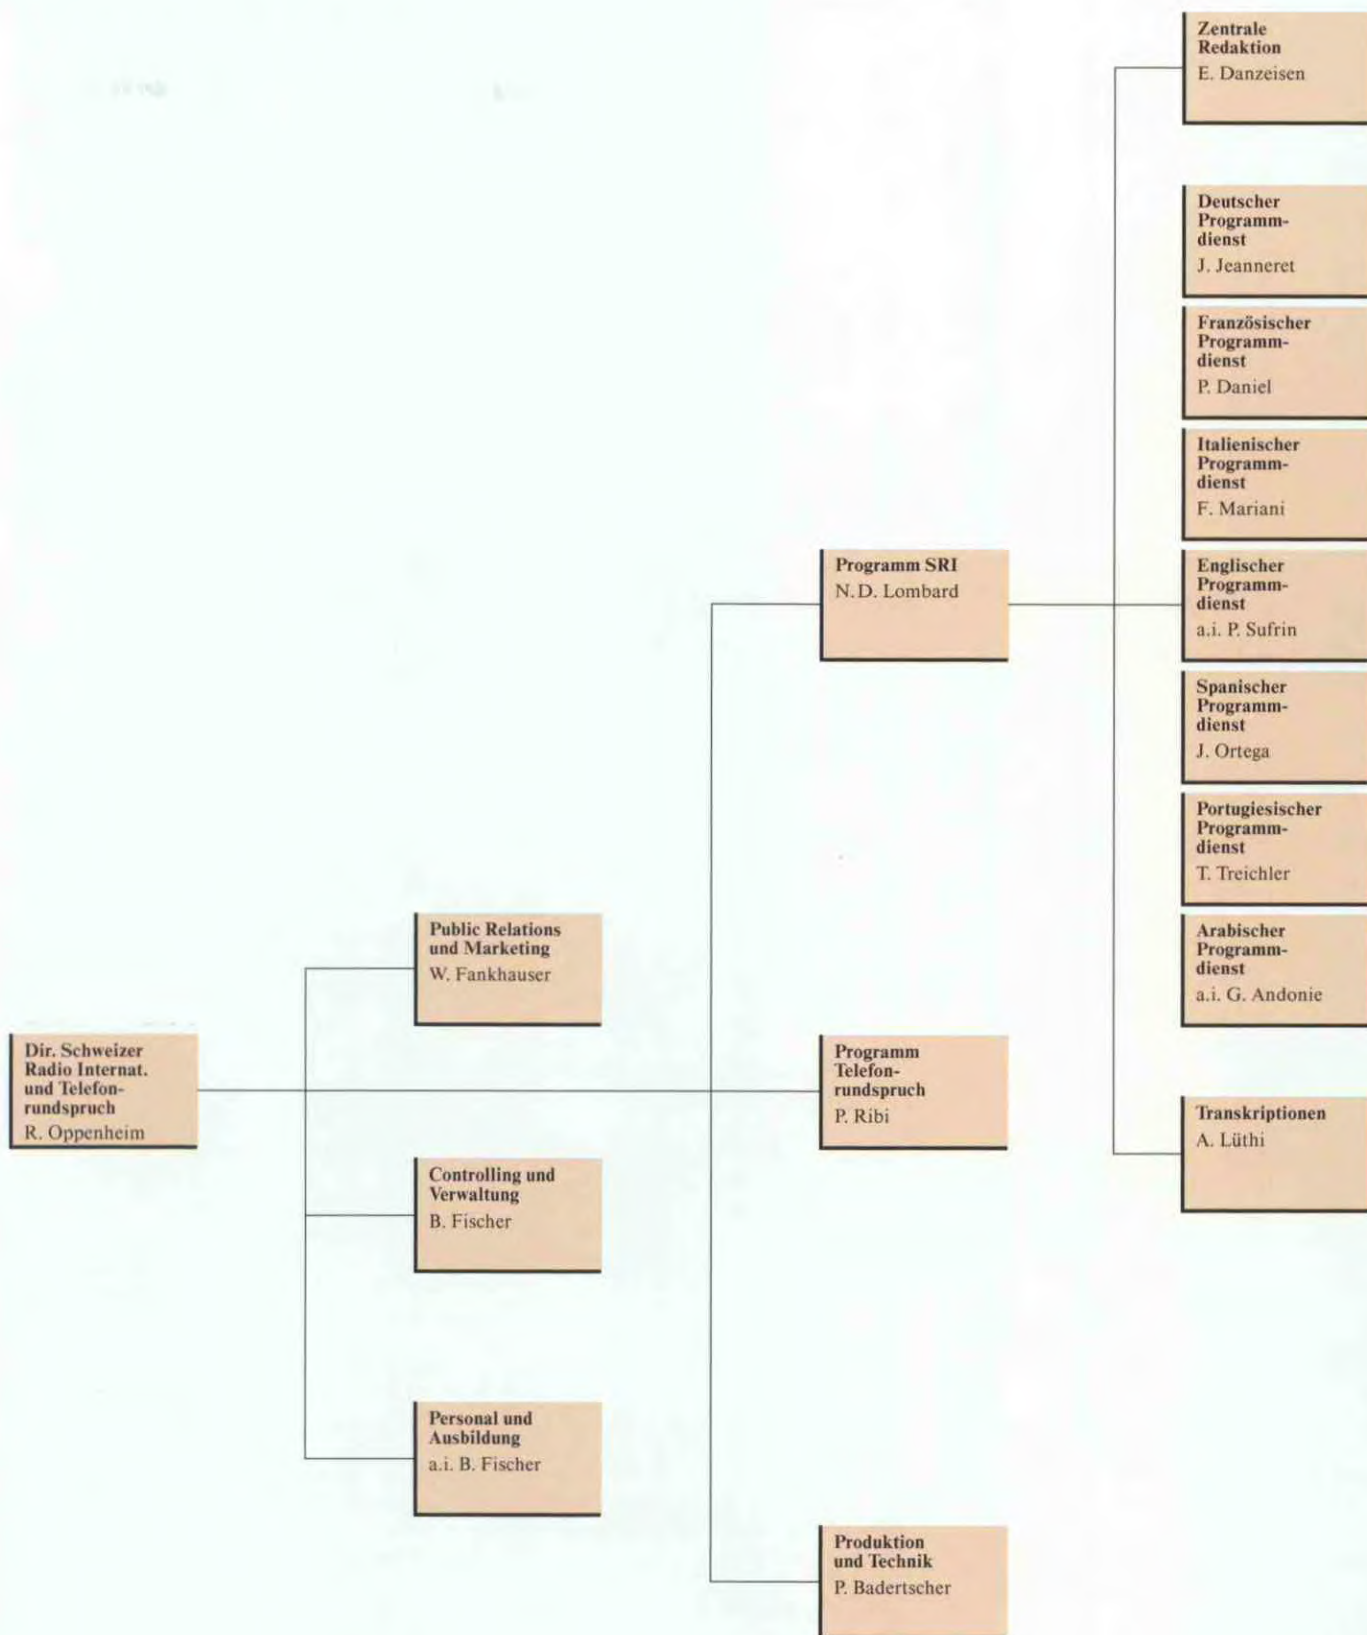 Dir. Schweizer
Radio Internat.
und Telefon-
rundspruch
R. Oppenheim
Public Relations
und Marketing
W. Fankhauser
Controlling und
Verwaltung
B. Fischer
Personal und
Ausbildung
a.i. B. Fischer
Programm SRI
N.D. Lombard
Programm
Telefon-
rundspruch
P. Ribi
Produktion
und Technik
P. Badertscher
Zentrale
Redaktion
E. Danzeisen
Deutscher
Programm-
dienst
J. Jeanneret
Französischer
Programm-
dienst
P. Daniel
Italienischer
Programm-
dienst
F. Mariani
Englischer
Programm-
dienst
a.i. P. Sufrin
Spanischer
Programm-
dienst
J. Ortega
Portugiesischer
Programm-
dienst
T. Treichler
Arabischer
Programm-
dienst
a.i. G. Andonie
Transkriptionen
A. Lüthi